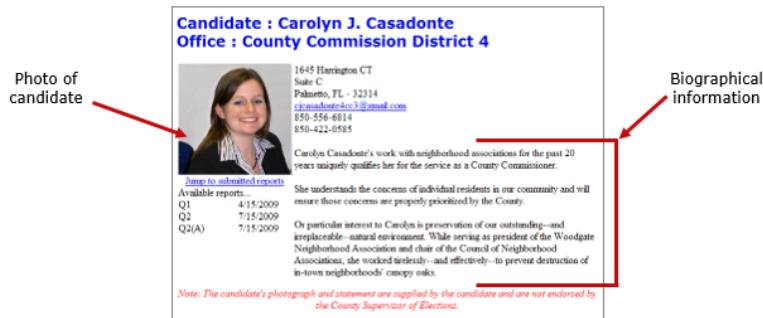 Candidate : Carolyn J. Casadonte
Office : County Commission District 4
Photo of
candidate
1645 Harrington CT
Suite C
Palmetto, FL - 32314
cjcasadonte4cc3@gmail.com
850-556-6814
850-422-0585
Biographical
information
Jump to submitted reports
Available reports...
Q1 4/15/2009
Q2 7/15/2009
Q2(A) 7/15/2009
Carolyn Casadonte's work with neighborhood associations for the past 20
years uniquely qualifies her for the service as a County Commissioner.
She understands the concerns of individual residents in our community and will
ensure those concerns are properly prioritized by the County.
Or particular interest to Carolyn is preservation of our outstanding--and
irreplaceable--natural environment. While serving as president of the Woodgate
Neighborhood Association and chair of the Council of Neighborhood
Associations, she worked tirelessly--and effectively--to prevent destruction of
in-town neighborhoods' canopy oaks.
Note: The candidate's photograph and statement are supplied by the candidate and are not endorsed by
the County Supervisor of Elections.